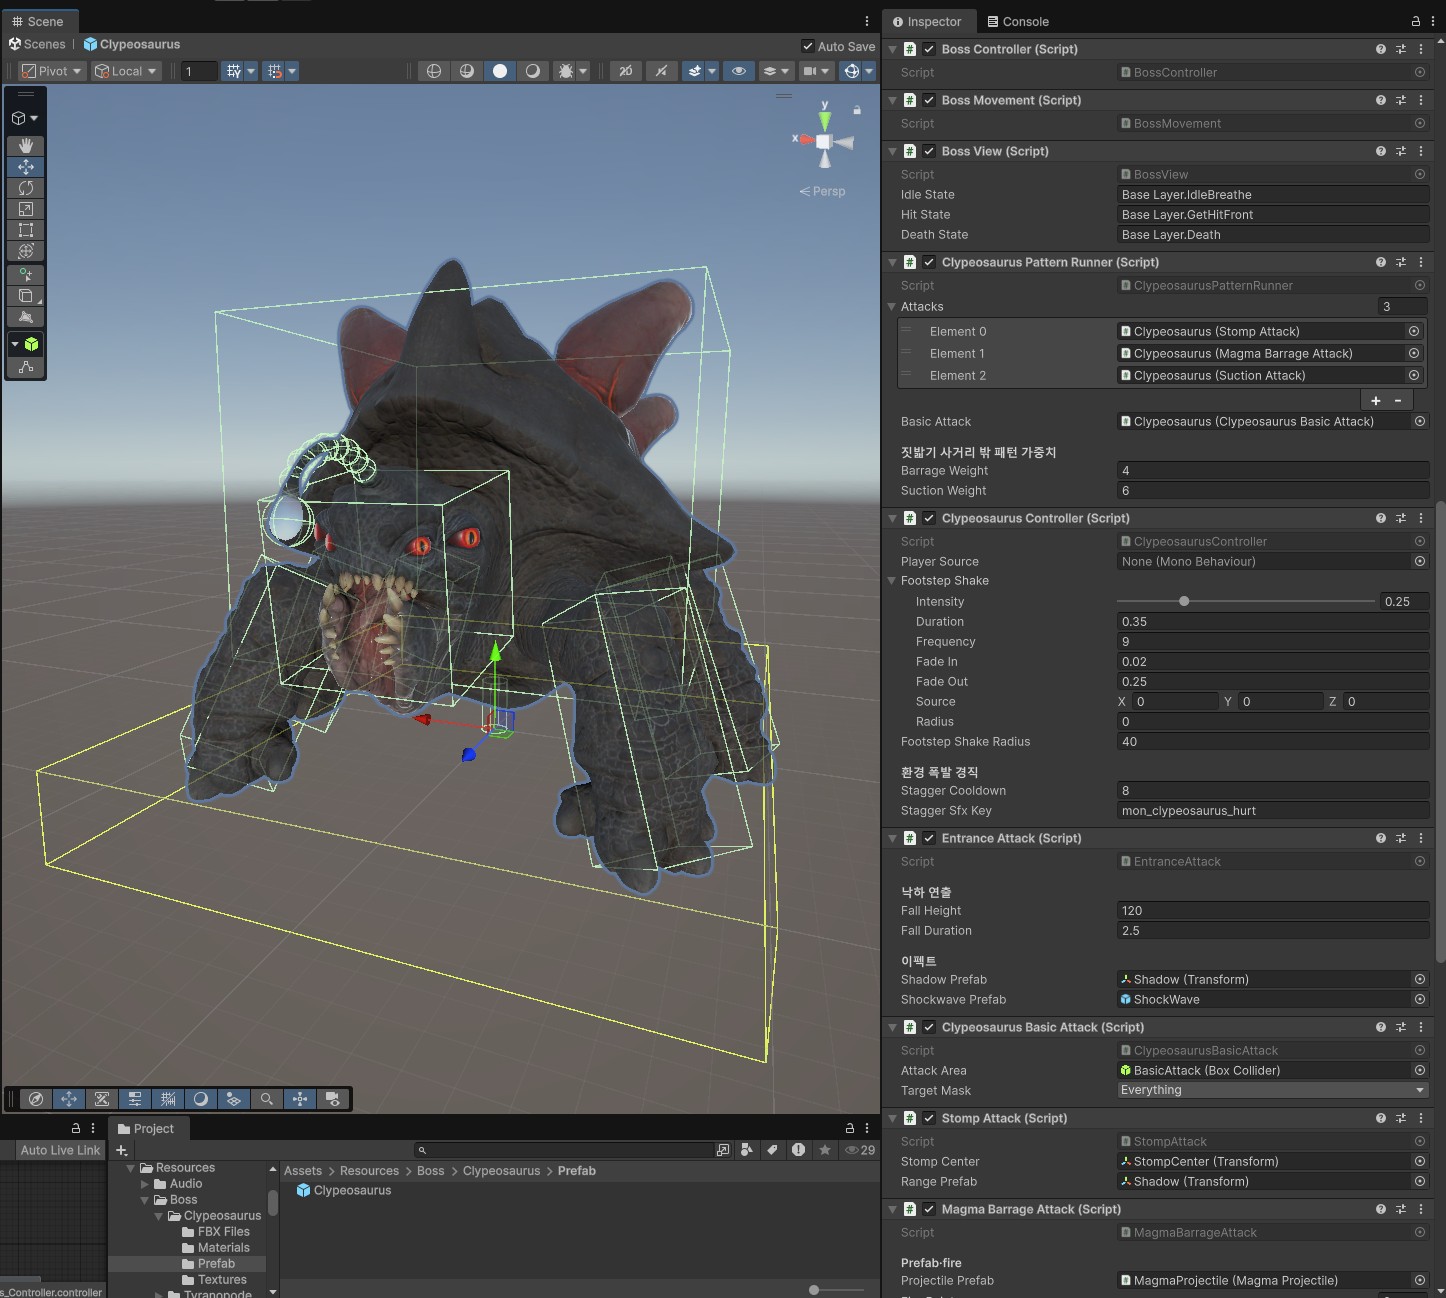 Scene
Scenes | Clypeosaurus
Auto Save
Pivot
Local
1
2D
y
x
Persp
Inspector
Console
Boss Controller (Script)
Script BossController
Boss Movement (Script)
Script BossMovement
Boss View (Script)
Script BossView
Idle State Base Layer.IdleBreathe
Hit State Base Layer.GetHitFront
Death State Base Layer.Death
Clypeosaurus Pattern Runner (Script)
Script ClypeosaurusPatternRunner
Attacks 3
Element 0 Clypeosaurus (Stomp Attack)
Element 1 Clypeosaurus (Magma Barrage Attack)
Element 2 Clypeosaurus (Suction Attack)
+ -
Basic Attack Clypeosaurus (Clypeosaurus Basic Attack)
짓밟기 사거리 밖 패턴 가중치
Barrage Weight 4
Suction Weight 6
Clypeosaurus Controller (Script)
Script ClypeosaurusController
Player Source None (Mono Behaviour)
Footstep Shake
Intensity 0.25
Duration 0.35
Frequency 9
Fade In 0.02
Fade Out 0.25
Source X 0 Y 0 Z 0
Radius 0
Footstep Shake Radius 40
환경 폭발 경직
Stagger Cooldown 8
Stagger Sfx Key mon_clypeosaurus_hurt
Entrance Attack (Script)
Script EntranceAttack
낙하 연출
Fall Height 120
Fall Duration 2.5
이펙트
Shadow Prefab Shadow (Transform)
Shockwave Prefab ShockWave
Clypeosaurus Basic Attack (Script)
Script ClypeosaurusBasicAttack
Attack Area BasicAttack (Box Collider)
Target Mask Everything
Stomp Attack (Script)
Script StompAttack
Stomp Center StompCenter (Transform)
Range Prefab Shadow (Transform)
Magma Barrage Attack (Script)
Script MagmaBarrageAttack
Prefab·fire
Projectile Prefab MagmaProjectile (Magma Projectile)
Auto Live Link
s_Controller.controller
Project
+
29
Resources
Audio
Boss
Clypeosaurus
FBX Files
Materials
Prefab
Textures
Tyranopode
Assets > Resources > Boss > Clypeosaurus > Prefab
Clypeosaurus